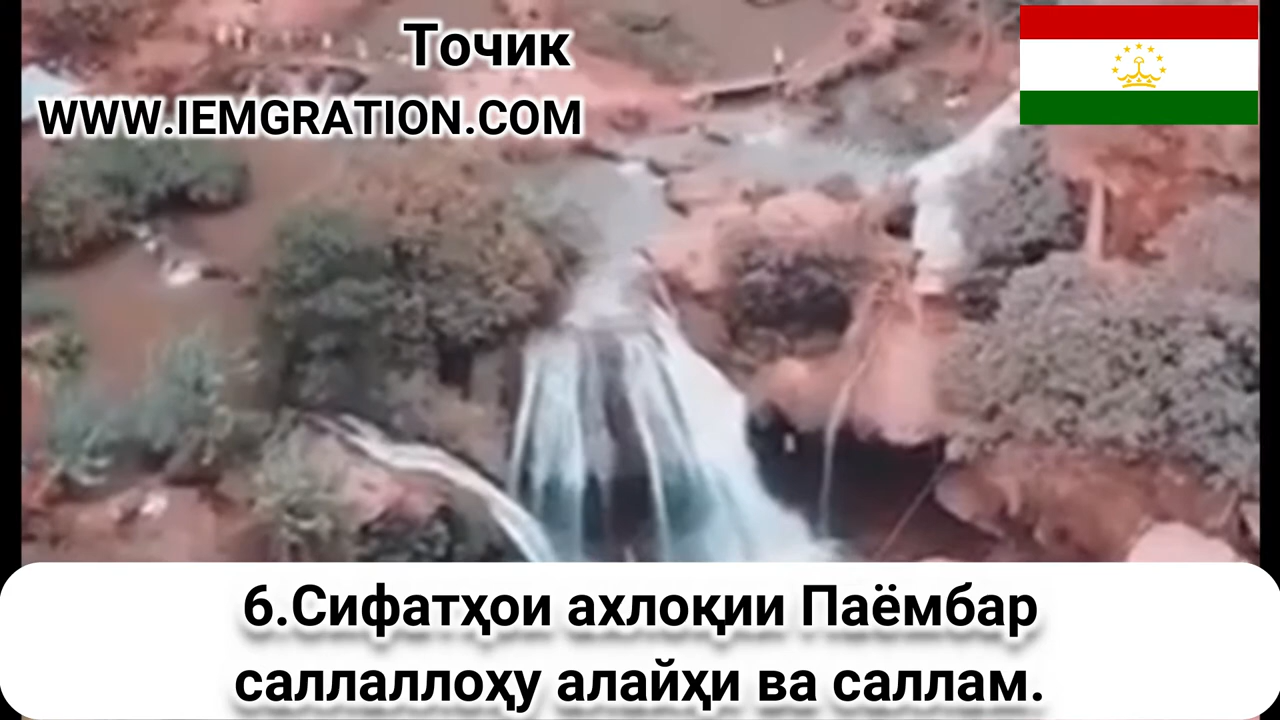 Точик
WWW.IEMGRATION.COM
6.Сифатҳои ахлоқии Паёмбар
саллаллоҳу алайҳи ва саллам.